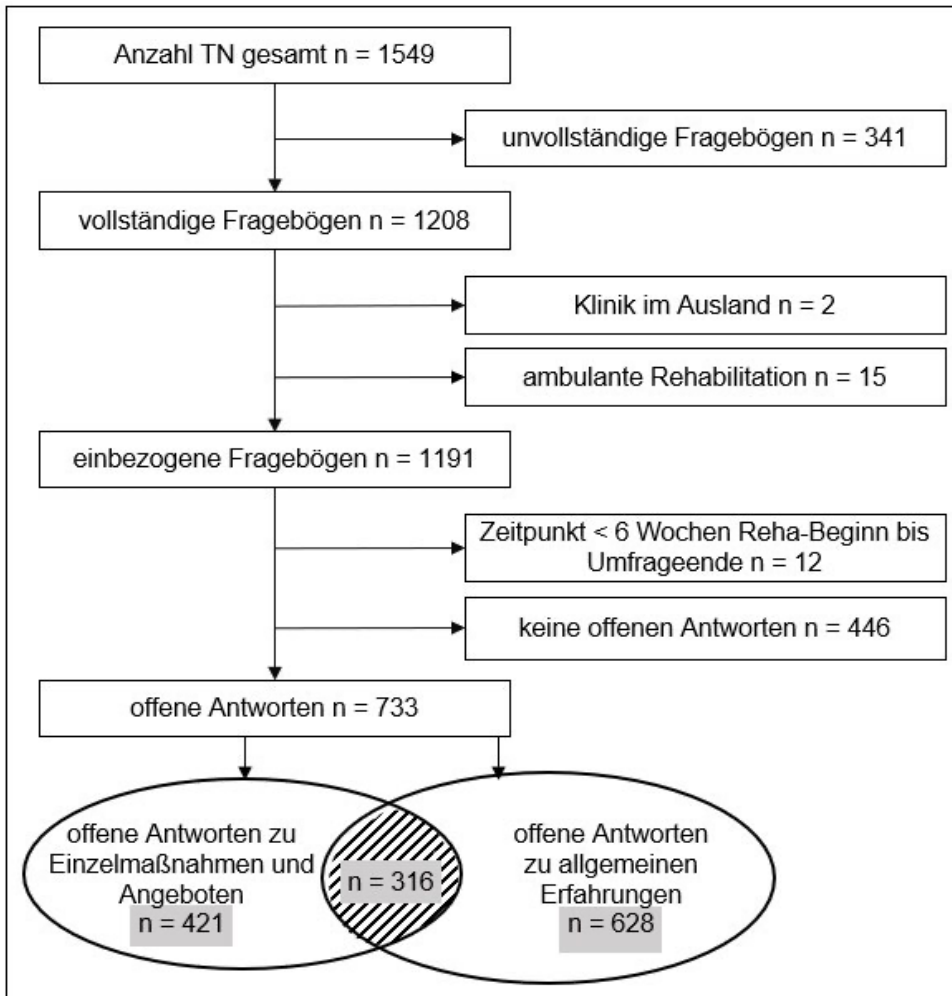 Anzahl TN gesamt n = 1549
unvollständige Fragebögen n = 341
vollständige Fragebögen n = 1208
Klinik im Ausland n = 2
ambulante Rehabilitation n = 15
einbezogene Fragebögen n = 1191
Zeitpunkt < 6 Wochen Reha-Beginn bis
Umfrageende n = 12
keine offenen Antworten n = 446
offene Antworten n = 733
offene Antworten zu
Einzelmaßnahmen und
Angeboten
n = 421
n = 316
offene Antworten
zu allgemeinen
Erfahrungen
n = 628